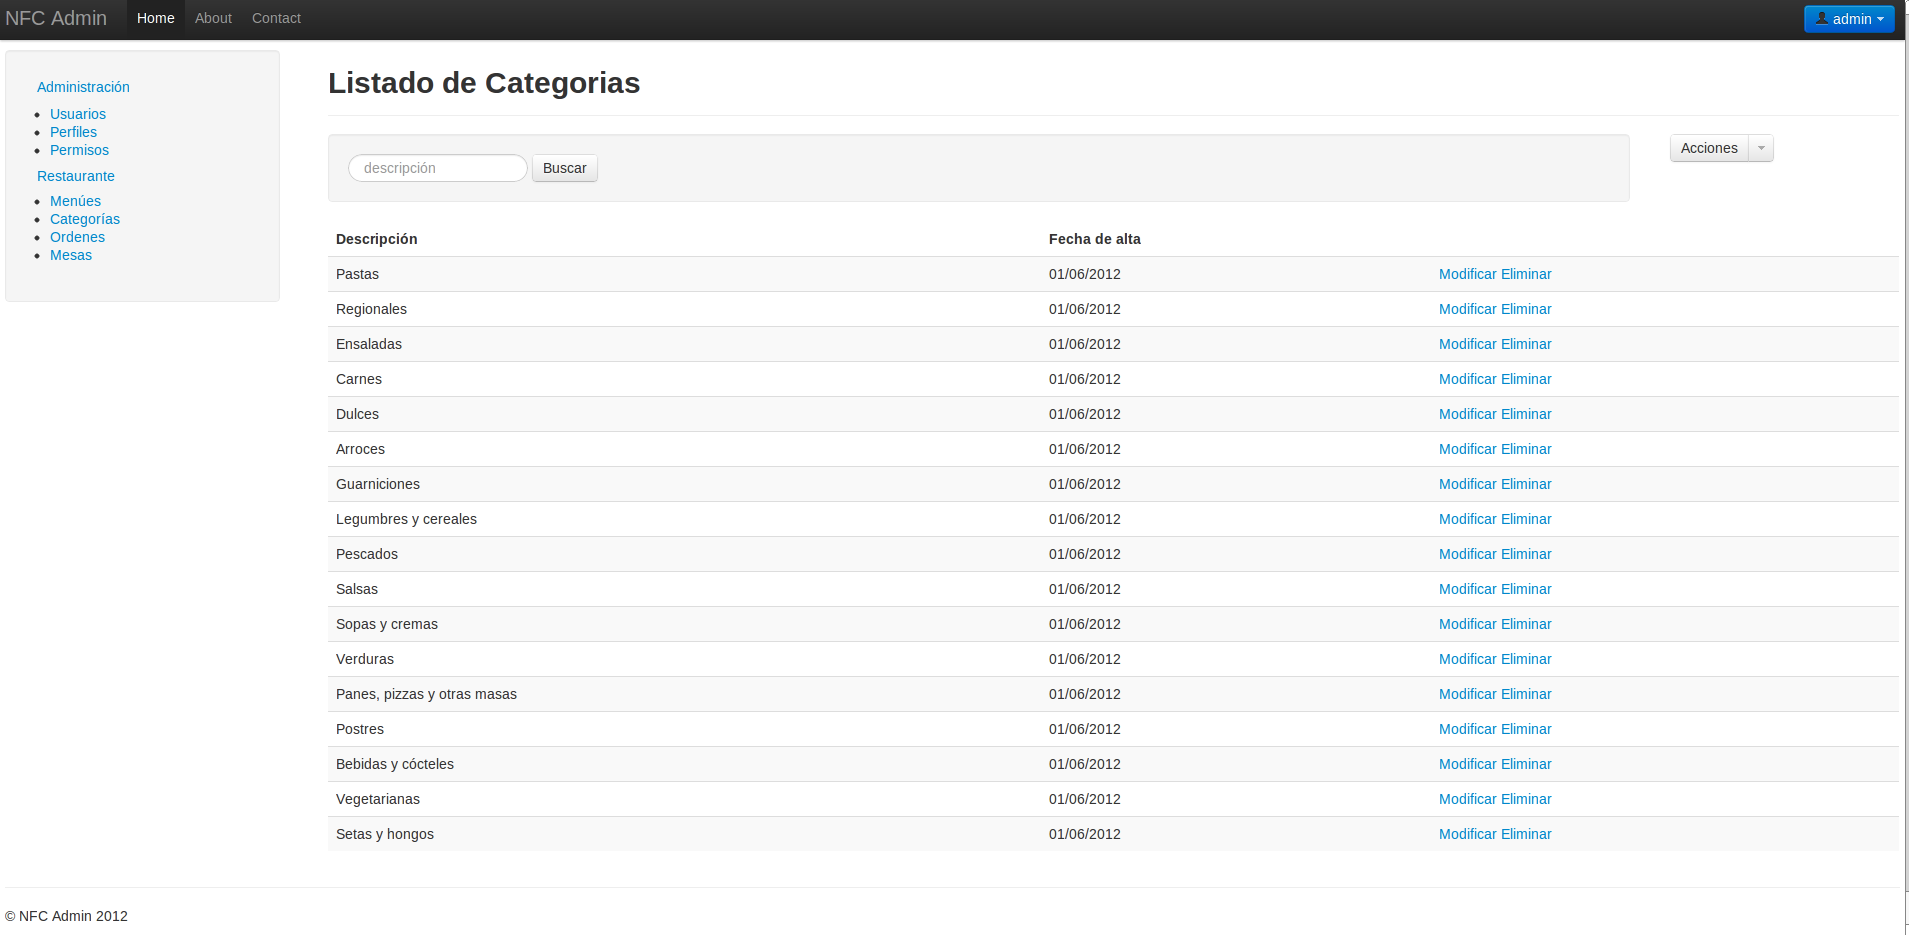 NFC Admin Home About Contact admin
Administración
Usuarios
Perfiles
Permisos
Restaurante
Menúes
Categorías
Ordenes
Mesas
Listado de Categorias
descripción Buscar Acciones
Descripción Fecha de alta
Pastas 01/06/2012 Modificar Eliminar
Regionales 01/06/2012 Modificar Eliminar
Ensaladas 01/06/2012 Modificar Eliminar
Carnes 01/06/2012 Modificar Eliminar
Dulces 01/06/2012 Modificar Eliminar
Arroces 01/06/2012 Modificar Eliminar
Guarniciones 01/06/2012 Modificar Eliminar
Legumbres y cereales 01/06/2012 Modificar Eliminar
Pescados 01/06/2012 Modificar Eliminar
Salsas 01/06/2012 Modificar Eliminar
Sopas y cremas 01/06/2012 Modificar Eliminar
Verduras 01/06/2012 Modificar Eliminar
Panes, pizzas y otras masas 01/06/2012 Modificar Eliminar
Postres 01/06/2012 Modificar Eliminar
Bebidas y cócteles 01/06/2012 Modificar Eliminar
Vegetarianas 01/06/2012 Modificar Eliminar
Setas y hongos 01/06/2012 Modificar Eliminar
© NFC Admin 2012